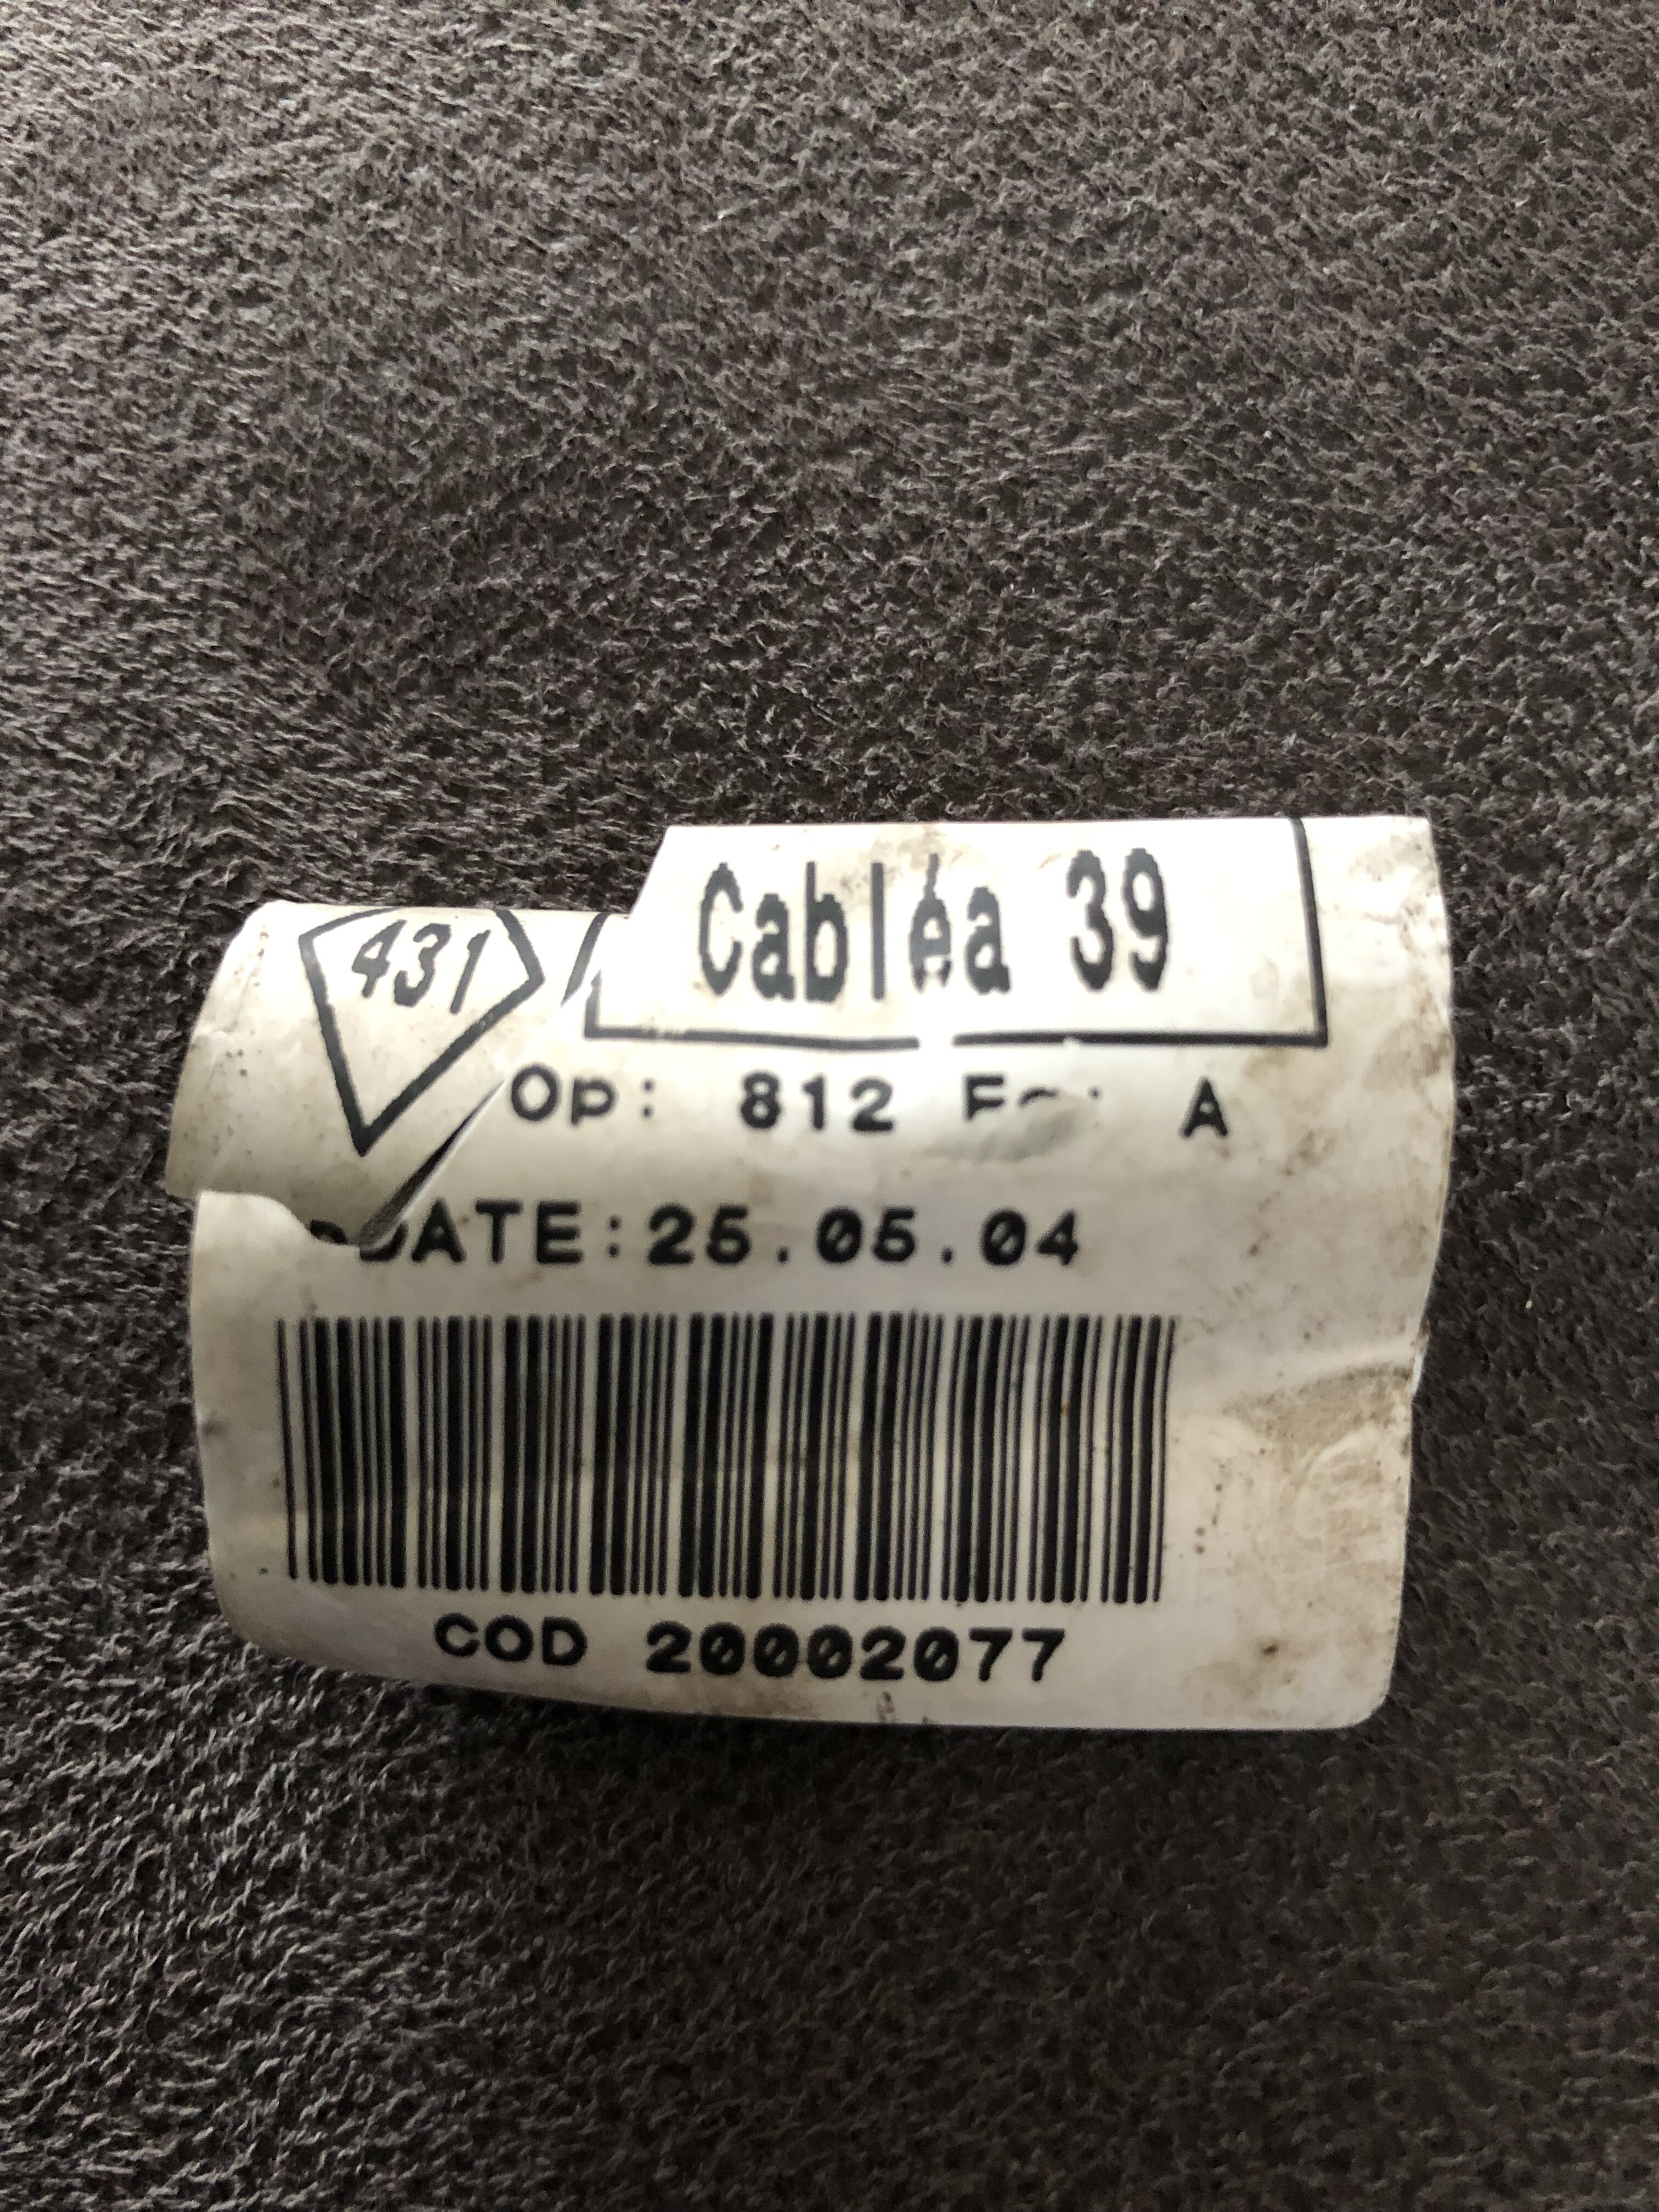 Cabléa 39
431
Op: 812 A
DATE:25.05.04
COD 20002077